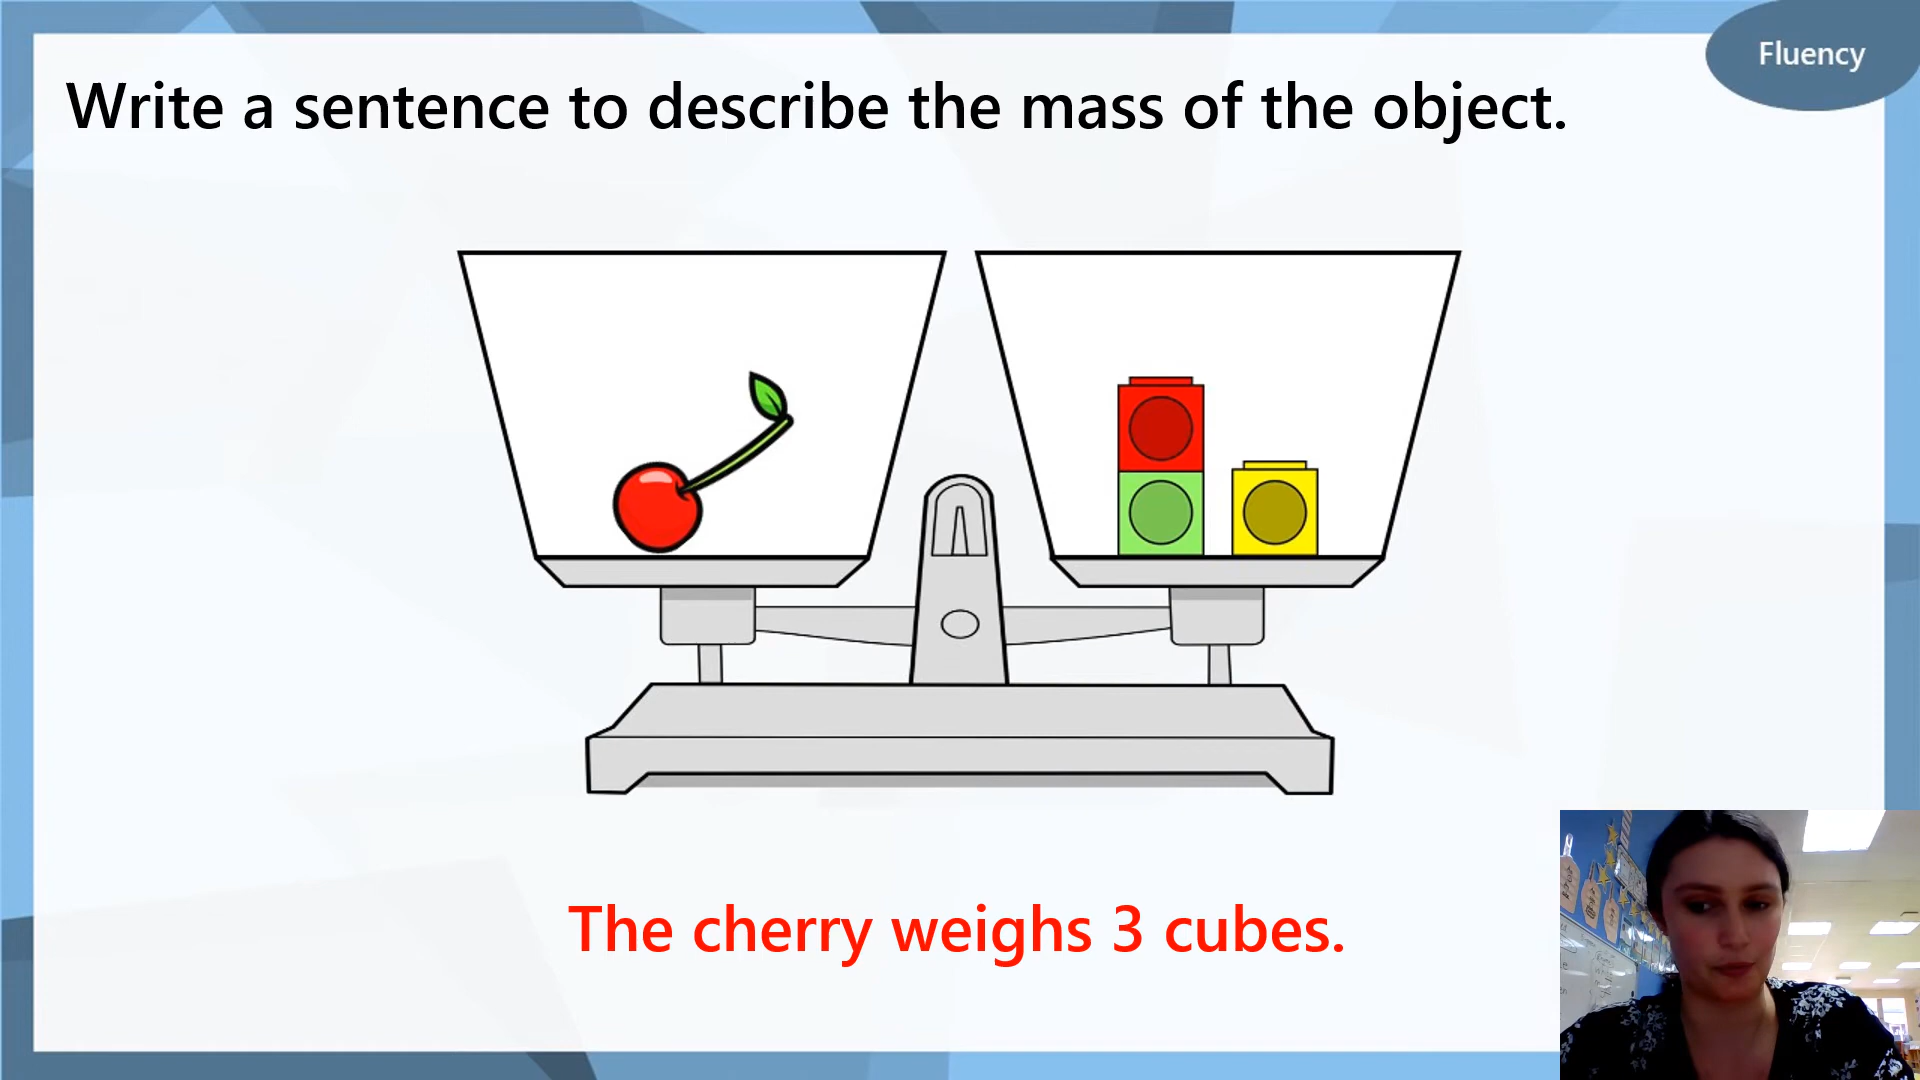 Fluency
Write a sentence to describe the mass of the object.
The cherry weighs 3 cubes.